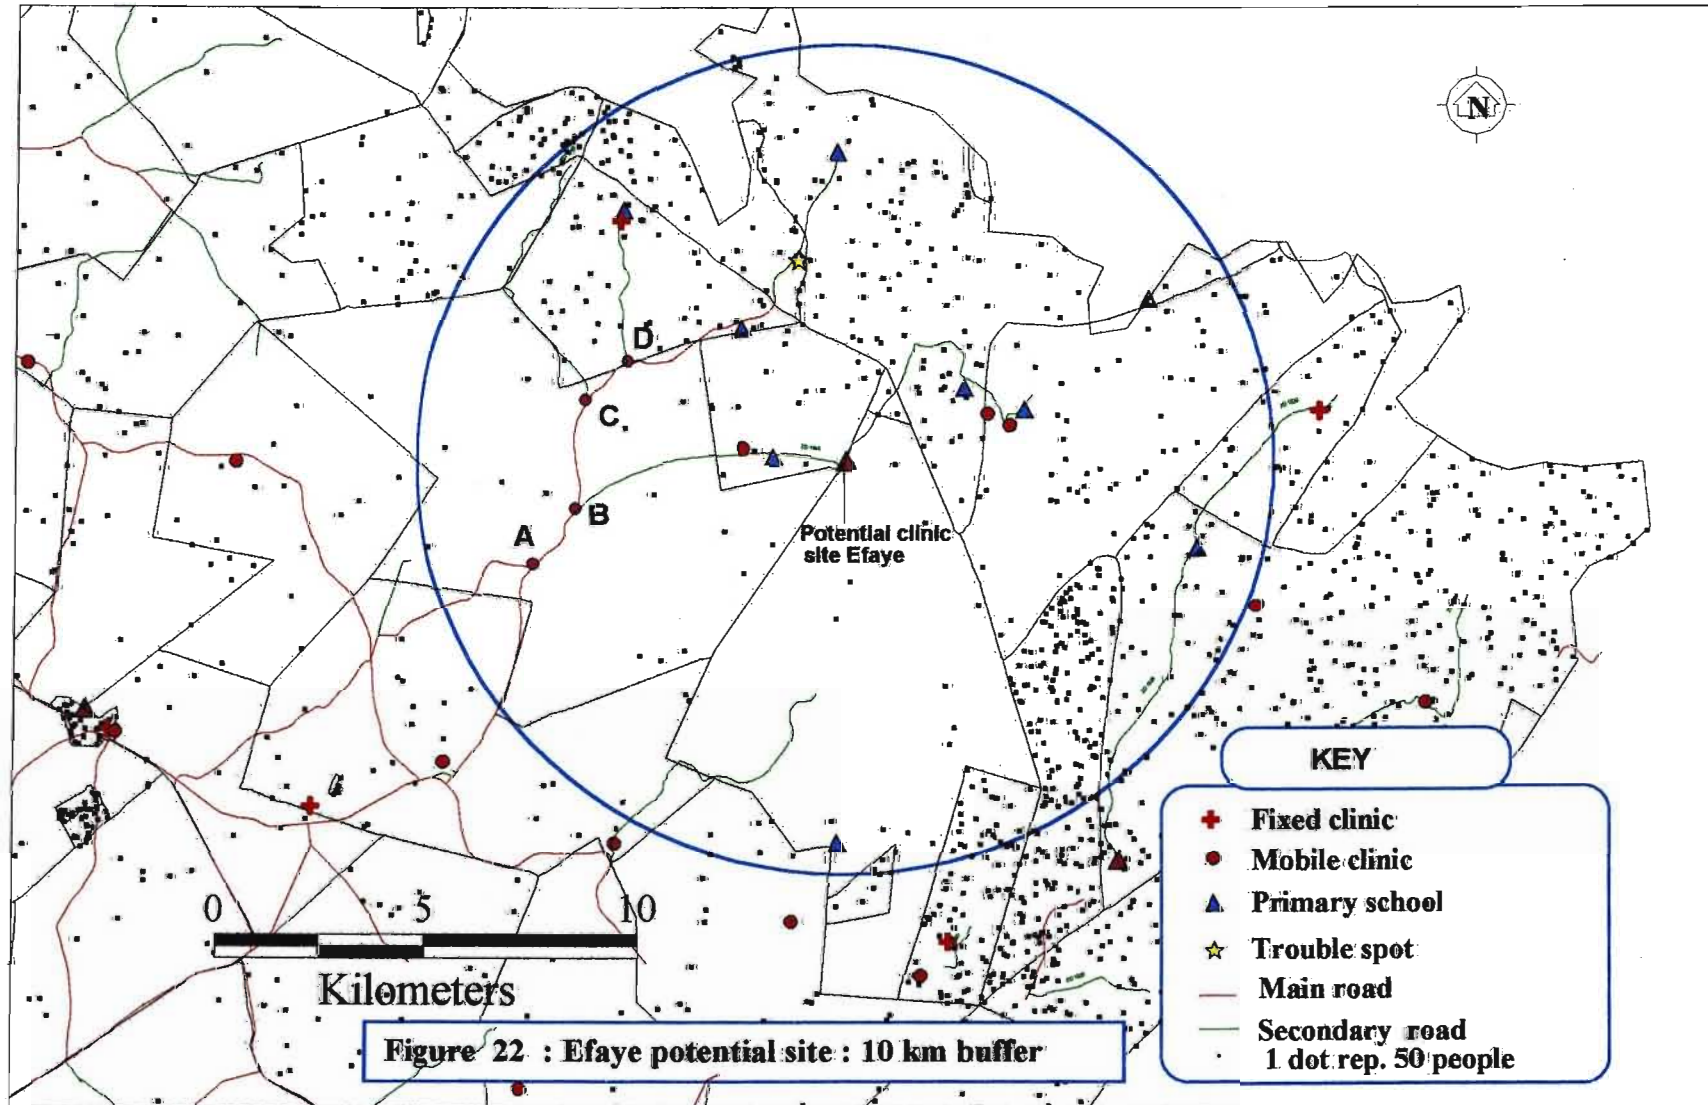 N
D
C
B
A
Potential clinic
site Efaye
KEY
Fixed clinic
Mobile clinic
Primary school
Trouble spot
Main road
Secondary road
1 dot rep. 50 people
0 5 10
Kilometers
Figure 22 : Efaye potential site : 10 km buffer